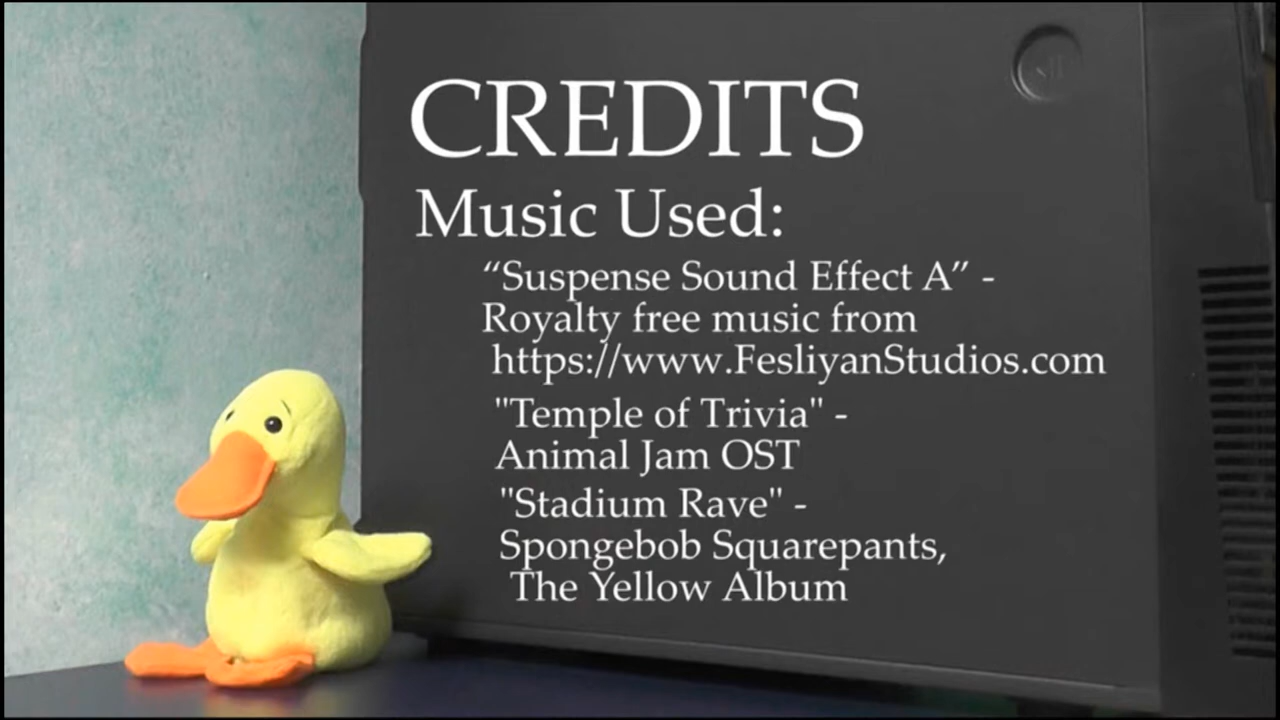 CREDITS
Music Used:
“Suspense Sound Effect A” -
Royalty free music from
https://www.FesliyanStudios.com
"Temple of Trivia" -
Animal Jam OST
"Stadium Rave" -
Spongebob Squarepants,
The Yellow Album